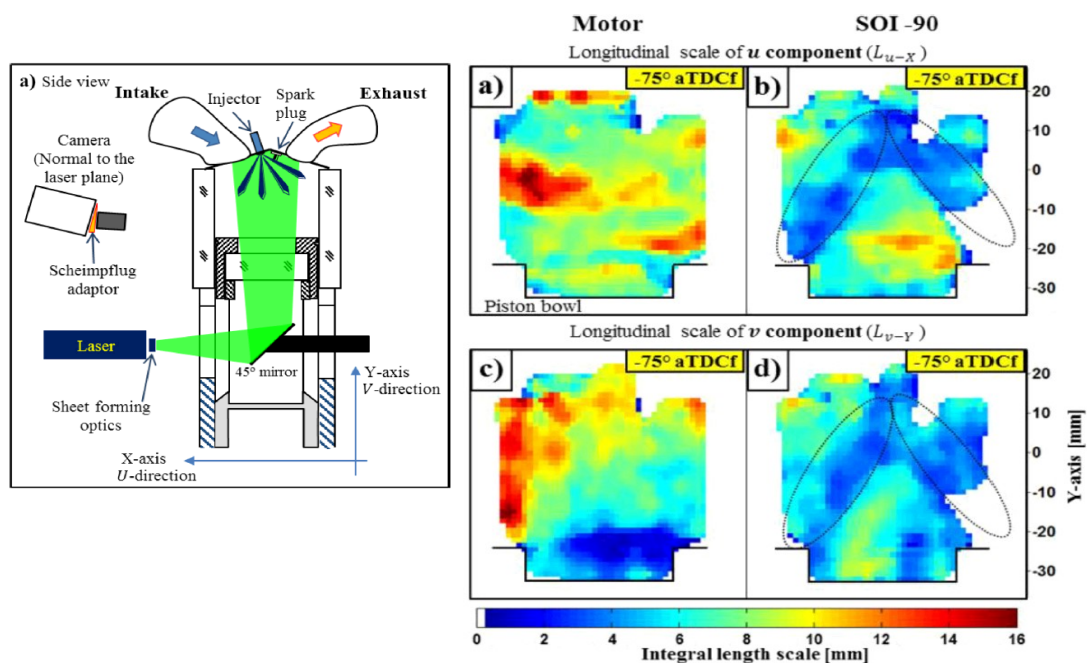 a) Side view
Intake
Injector
Spark
plug
Exhaust
Camera
(Normal to the
laser plane)
Scheimpflug
adaptor
Laser
45° mirror
Sheet forming
optics
Y-axis
V-direction
X-axis
U-direction
Motor
SOI -90
Longitudinal scale of u component (Lu−X)
a)
-75° aTDCf
b)
-75° aTDCf
20
10
0
-10
-20
-30
Piston bowl
Longitudinal scale of v component (Lv−Y)
c)
-75° aTDCf
d)
-75° aTDCf
20
10
0
-10
-20
-30
Y-axis [mm]
0 2 4 6 8 10 12 14 16
Integral length scale [mm]